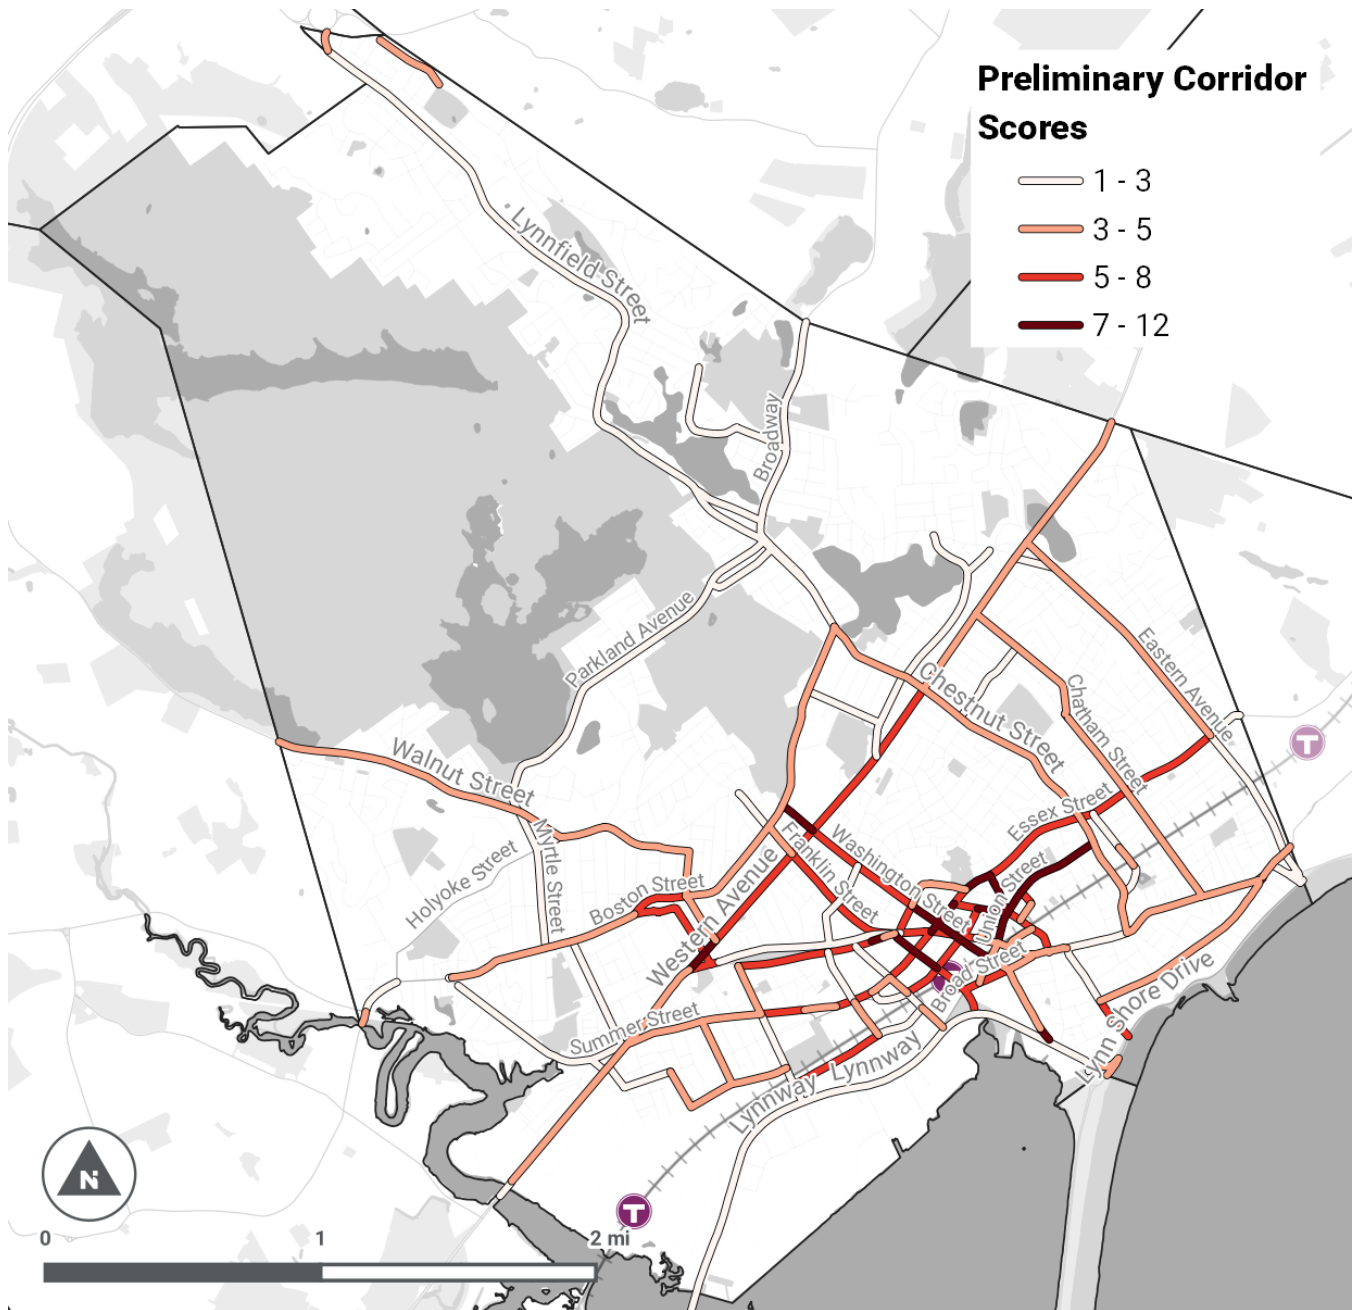 Preliminary Corridor
Scores
1 - 3
3 - 5
5 - 8
7 - 12
Lynnfield Street
Broadway
Parkland Avenue
Eastern Avenue
Chestnut Street
Chatham Street
Walnut Street
Essex Street
Myrtle Street
Holyoke Street
Franklin Street
Washington Street
Union Street
Boston Street
Western Avenue
Broad Street
Lynn Shore Drive
Summer Street
Lynnway
Lynnway
T
T
N
0
1
2 mi